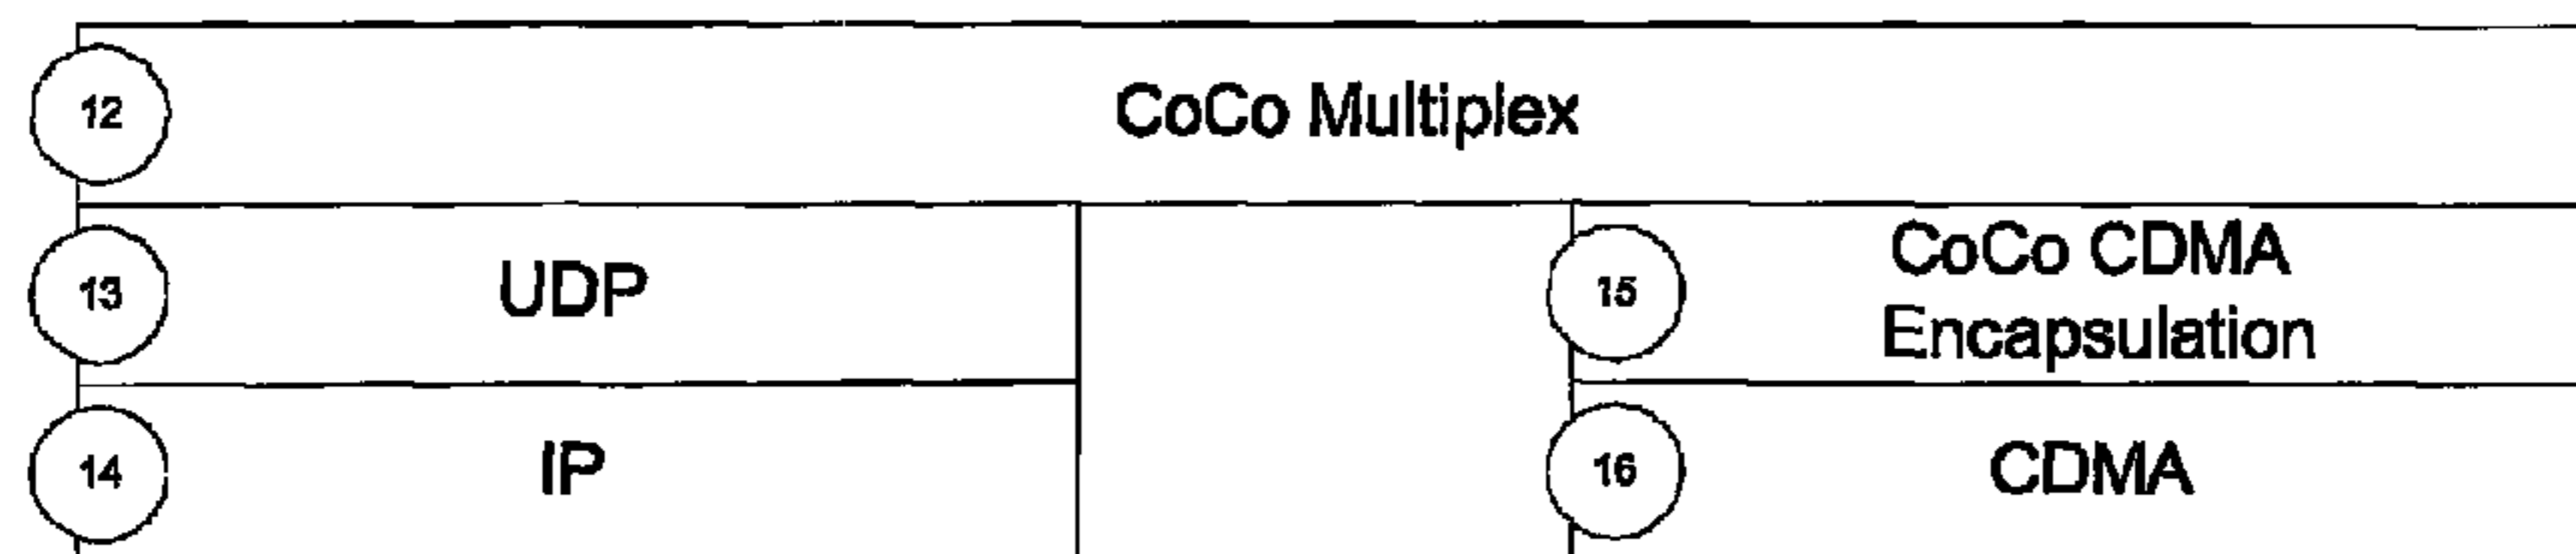 12
CoCo Multiplex
13
UDP
15
CoCo CDMA
Encapsulation
14
IP
16
CDMA